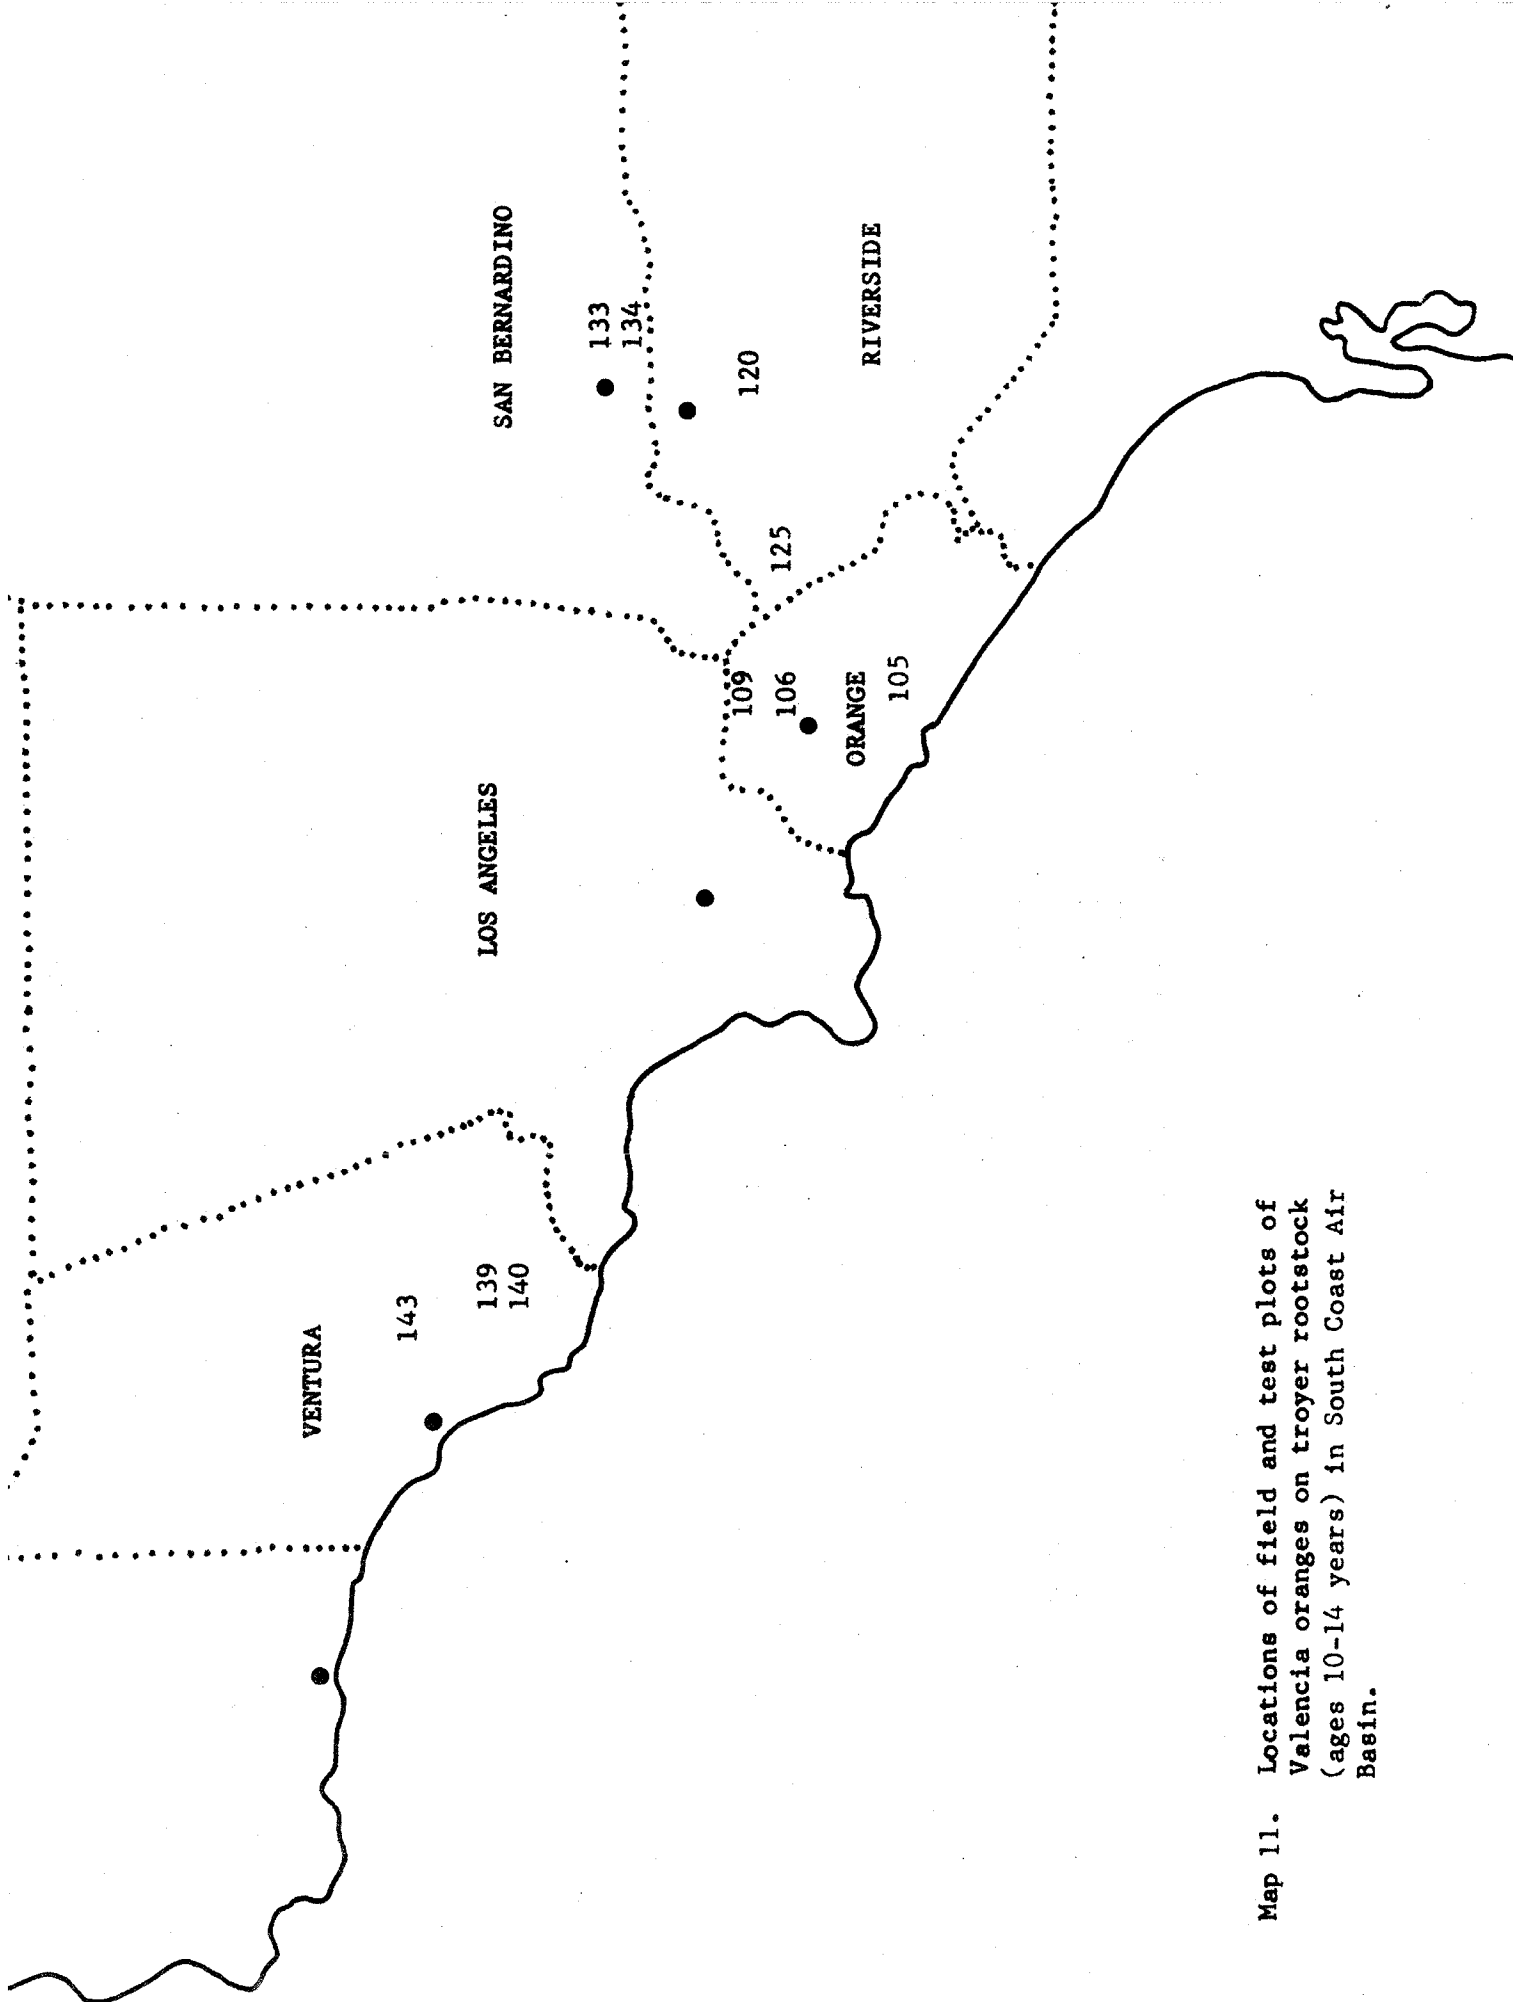 SAN BERNARDINO
133
134
120
RIVERSIDE
125
LOS ANGELES
109
106
ORANGE
105
VENTURA
143
139
140
Map 11. Locations of field and test plots of
Valencia oranges on troyer rootstock
(ages 10-14 years) in South Coast Air
Basin.